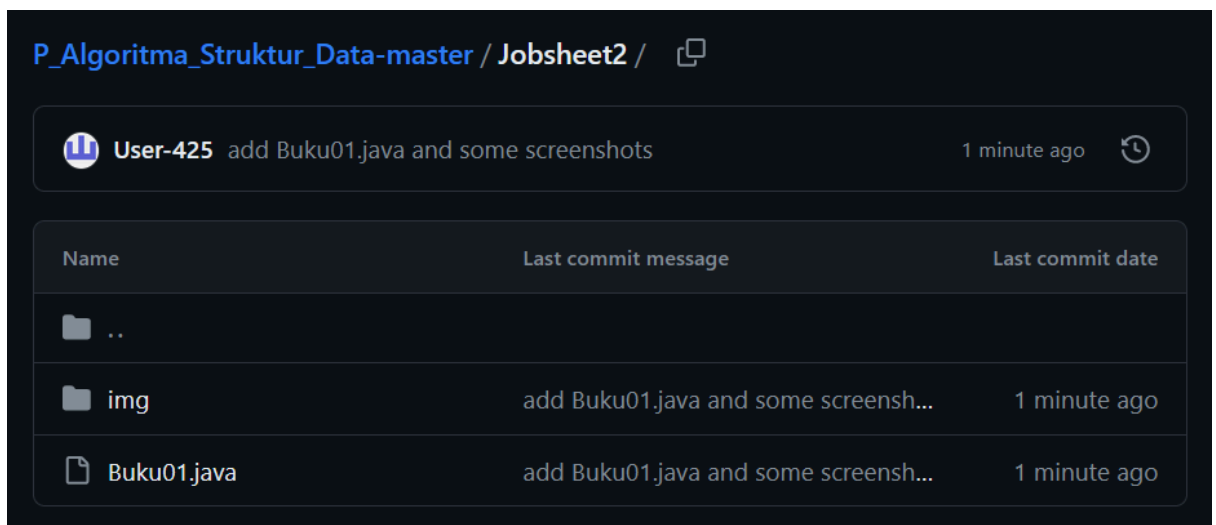 P_Algoritma_Struktur_Data-master / Jobsheet2 /
User-425 add Buku01.java and some screenshots 1 minute ago
Name Last commit message Last commit date
..
img add Buku01.java and some screensh... 1 minute ago
Buku01.java add Buku01.java and some screensh... 1 minute ago